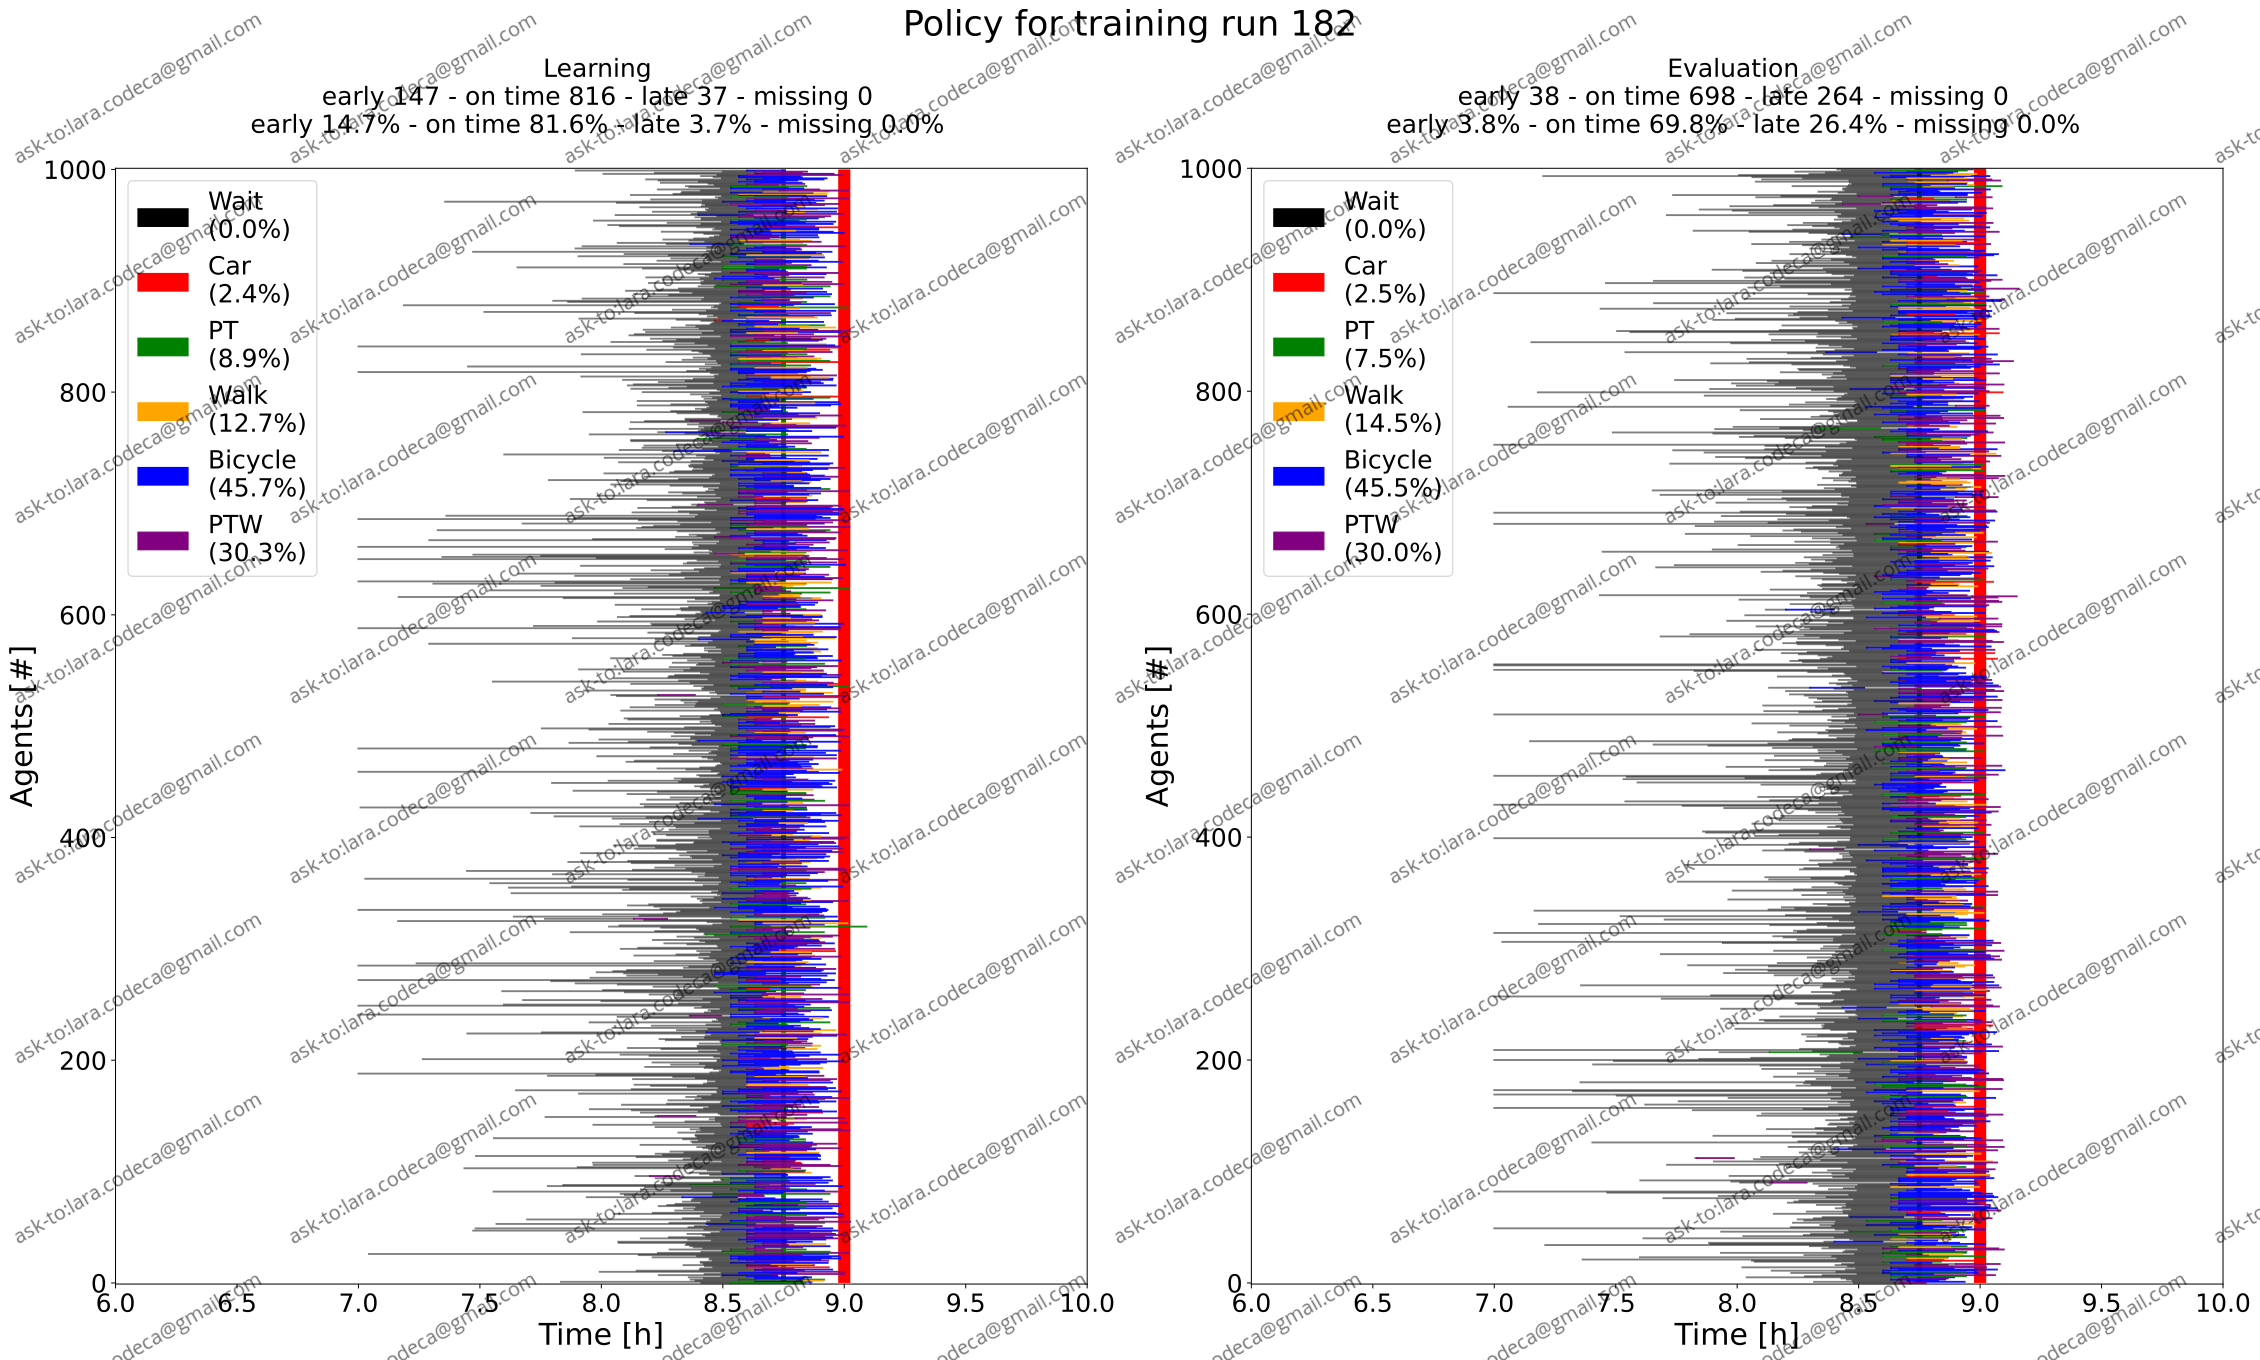 Policy for training run 182
Learning
early 147 - on time 816 - late 37 - missing 0
early 14.7% - on time 81.6% - late 3.7% - missing 0.0%
Agents [#]
1000
800
600
400
200
0
Wait
(0.0%)
Car
(2.4%)
PT
(8.9%)
Walk
(12.7%)
Bicycle
(45.7%)
PTW
(30.3%)
6.0 6.5 7.0 7.5 8.0 8.5 9.0 9.5 10.0
Time [h]
Evaluation
early 38 - on time 698 - late 264 - missing 0
early 3.8% - on time 69.8% - late 26.4% - missing 0.0%
Agents [#]
1000
800
600
400
200
0
Wait
(0.0%)
Car
(2.5%)
PT
(7.5%)
Walk
(14.5%)
Bicycle
(45.5%)
PTW
(30.0%)
6.0 6.5 7.0 7.5 8.0 8.5 9.0 9.5 10.0
Time [h]
ask-to:lara.codeca@gmail.com